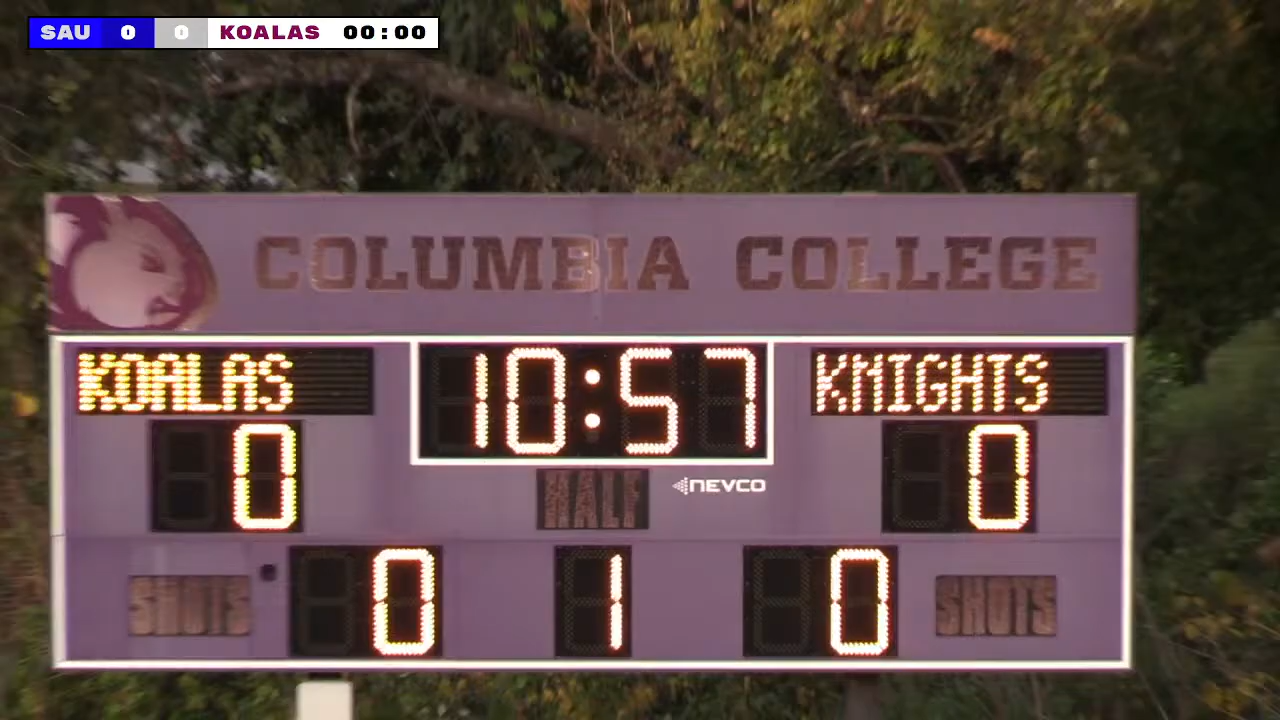 SAU 0 0 KOALAS 00:00
COLUMBIA COLLEGE
KOALAS 10:57 KNIGHTS
0 0
HALF NEVCO
SHOTS 0 1 0 SHOTS